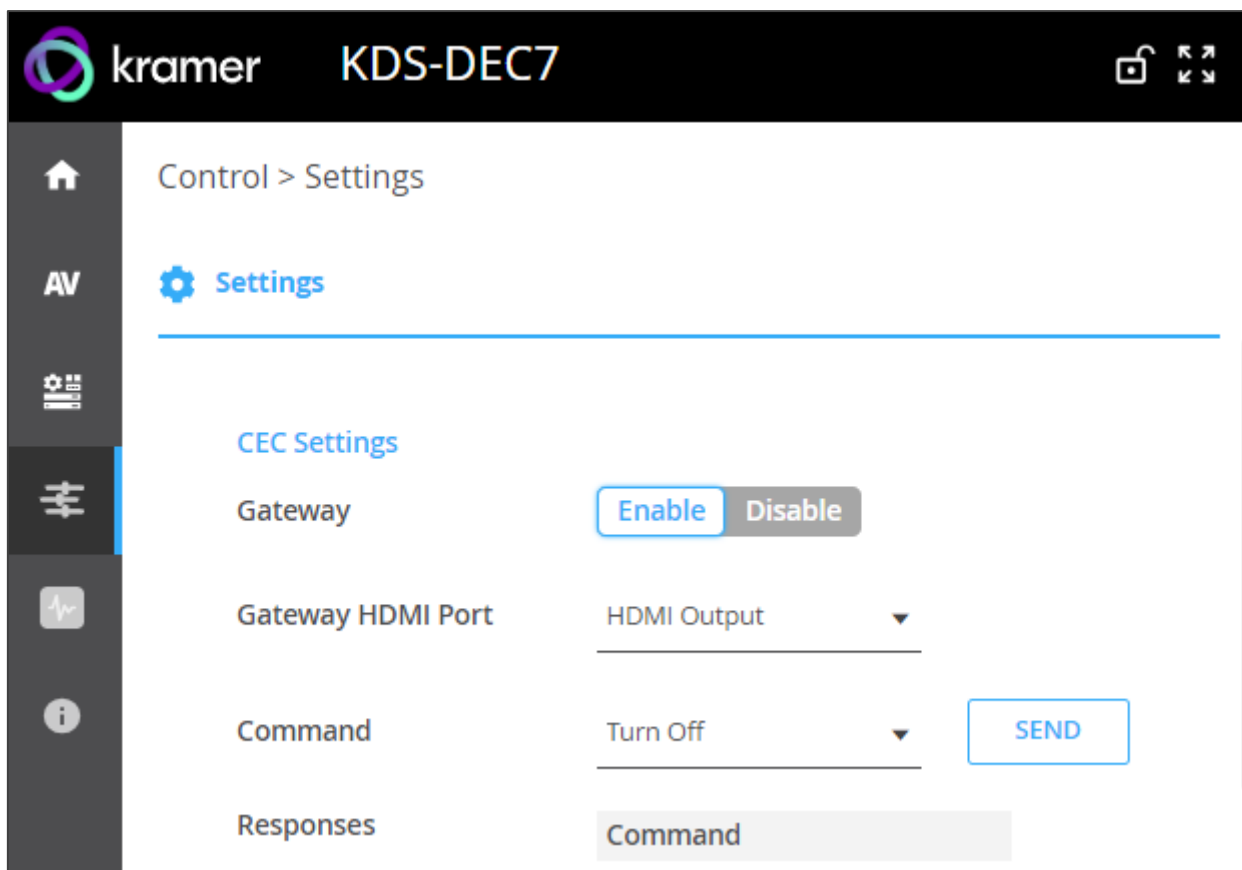 kramer KDS-DEC7
Control > Settings
AV
Settings
CEC Settings
Gateway Enable Disable
Gateway HDMI Port HDMI Output
Command Turn Off SEND
Responses Command